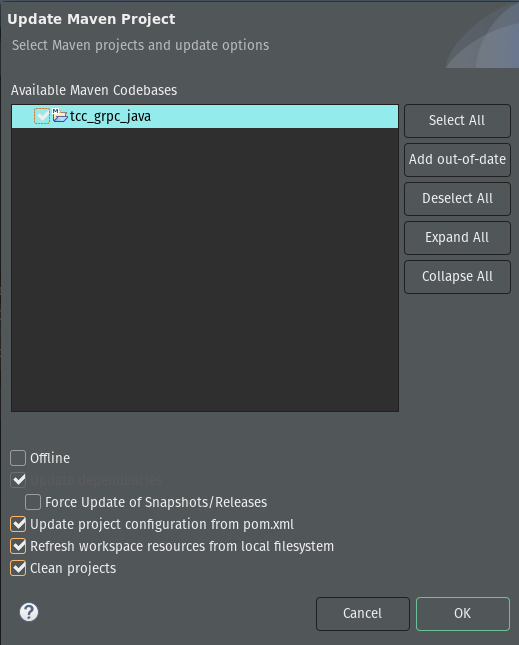 Update Maven Project
Select Maven projects and update options
Available Maven Codebases
tcc_grpc_java
Select All
Add out-of-date
Deselect All
Expand All
Collapse All
Offline
Update dependencies
Force Update of Snapshots/Releases
Update project configuration from pom.xml
Refresh workspace resources from local filesystem
Clean projects
?
Cancel
OK